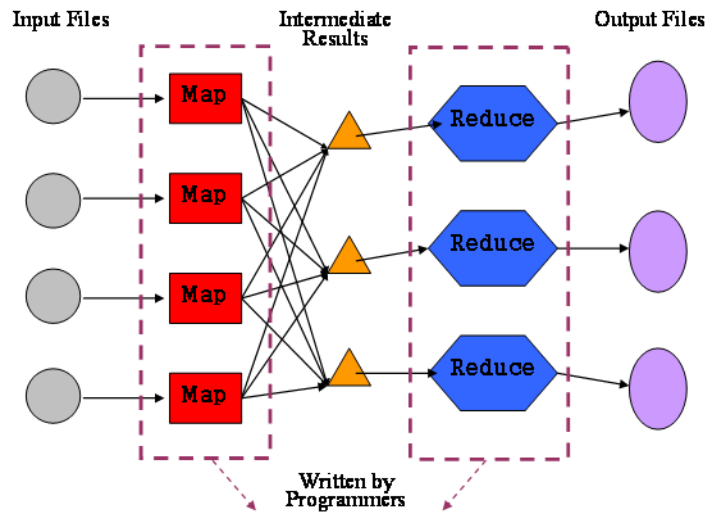 Input Files
Intermediate
Results
Output Files
Map
Reduce
Map
Reduce
Map
Reduce
Map
Written by
Programmers